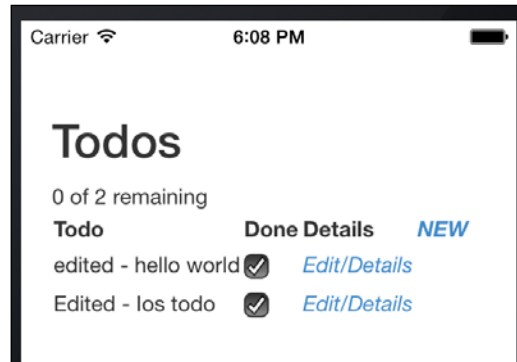 Carrier 6:08 PM
Todos
0 of 2 remaining
Todo Done Details NEW
edited - hello world Edit/Details
Edited - los todo Edit/Details